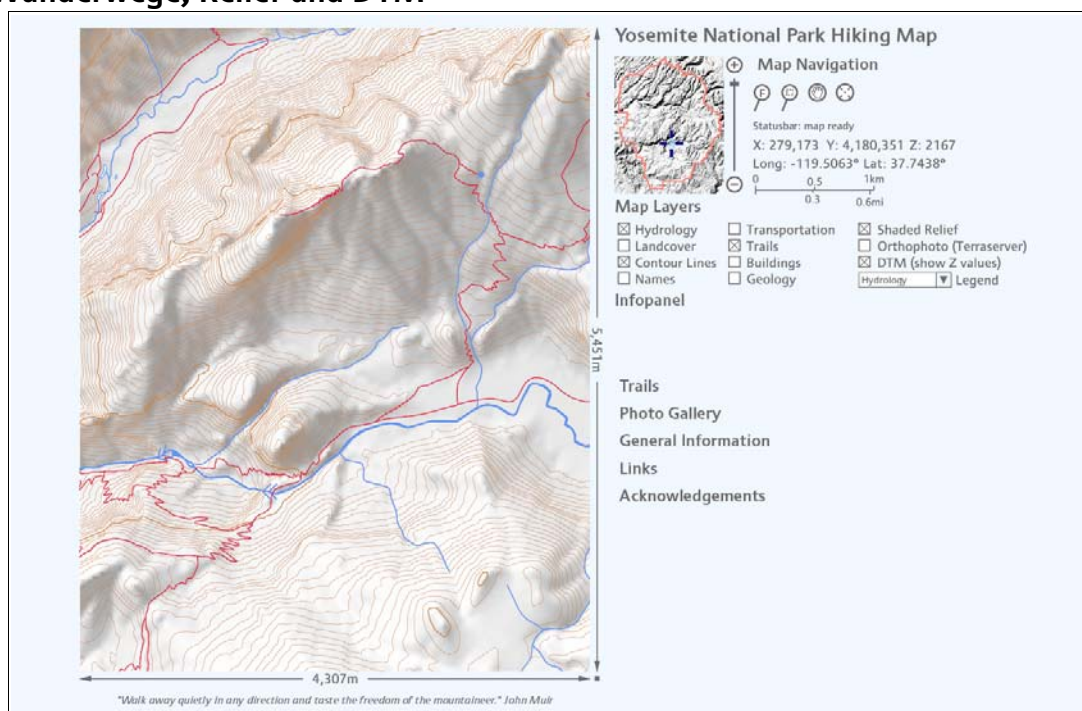 Wanderwege, Relief und DTM.
Yosemite National Park Hiking Map
Map Navigation
Statusbar: map ready
X: 279,173 Y: 4,180,351 Z: 2167
Long: -119.5063° Lat: 37.7438°
0 0.5 1km
0.3 0.6mi
Map Layers
Hydrology Transportation Shaded Relief
Landcover Trails Orthophoto (Terraserver)
Contour Lines Buildings DTM (show Z values)
Names Geology Hydrology Legend
Infopanel
5,451m
Trails
Photo Gallery
General Information
Links
Acknowledgements
4,307m
"Walk away quietly in any direction and taste the freedom of the mountaineer." John Muir